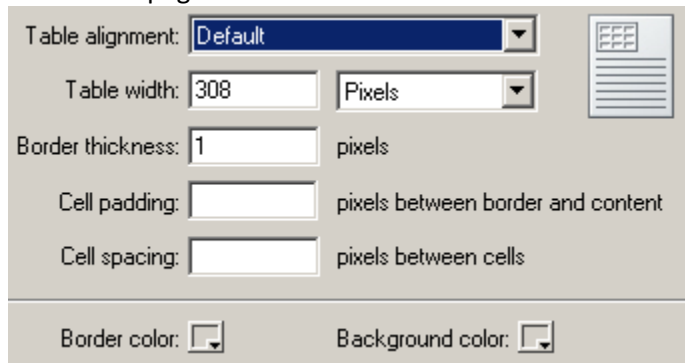 Table alignment: Default
Table width: 308 Pixels
Border thickness: 1 pixels
Cell padding: pixels between border and content
Cell spacing: pixels between cells
Border color: Background color: